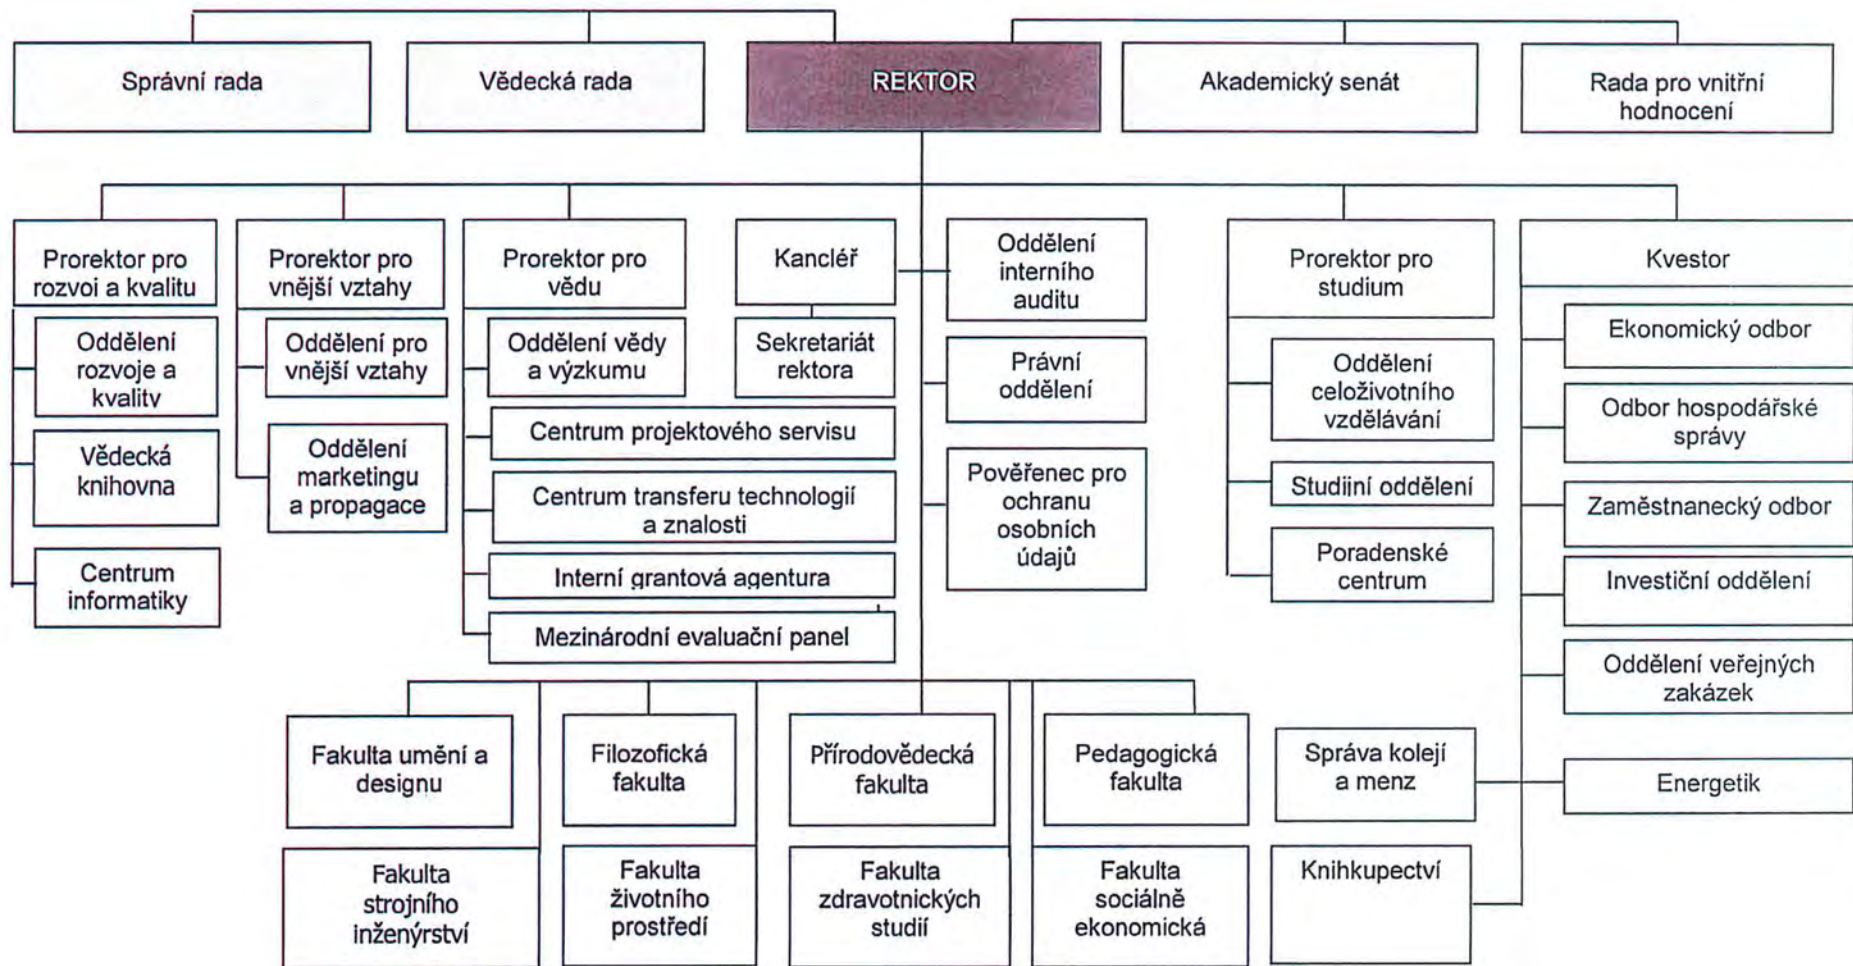 Správní rada
Vědecká rada
REKTOR
Akademický senát
Rada pro vnitřní
hodnocení
Prorektor pro
rozvoi a kvalitu
Prorektor pro
vnější vztahy
Prorektor pro
vědu
Kancléř
Oddělení
interního
auditu
Prorektor pro
studium
Kvestor
Oddělení
rozvoje a
kvality
Oddělení pro
vnější vztahy
Oddělení vědy
a výzkumu
Sekretariát
rektora
Právní
oddělení
Oddělení
celoživotního
vzdělávání
Ekonomický odbor
Odbor hospodářské
správy
Vědecká
knihovna
Oddělení
marketingu
a propagace
Centrum projektového servisu
Centrum transferu technologií
a znalosti
Pověřenec pro
ochranu
osobních
údajů
Studijní oddělení
Zaměstnanecký odbor
Centrum
informatiky
Interní grantová agentura
Mezinárodní evaluační panel
Poradenské
centrum
Investiční oddělení
Oddělení veřejných
zakázek
Fakulta umění a
designu
Filozofická
fakulta
Přírodovědecká
fakulta
Pedagogická
fakulta
Správa kolejí
a menz
Energetik
Fakulta
strojního
inženýrství
Fakulta
životního
prostředí
Fakulta
zdravotnických
studií
Fakulta
sociálně
ekonomická
Knihkupectví